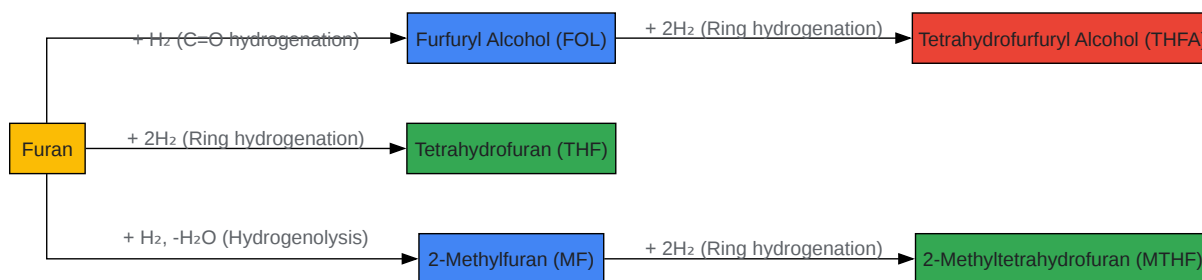 + H₂ (C=O hydrogenation)
Furfuryl Alcohol (FOL)
+ 2H₂ (Ring hydrogenation)
Tetrahydrofurfuryl Alcohol (THFA)
Furan
+ 2H₂ (Ring hydrogenation)
Tetrahydrofuran (THF)
+ H₂, -H₂O (Hydrogenolysis)
2-Methylfuran (MF)
+ 2H₂ (Ring hydrogenation)
2-Methyltetrahydrofuran (MTHF)